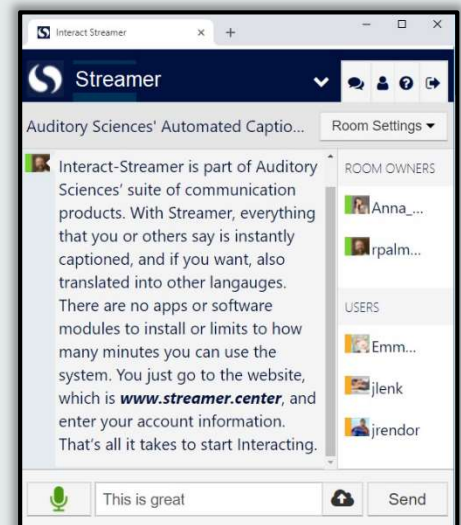 Interact Streamer
Streamer
Auditory Sciences' Automated Captio...
Room Settings
Interact-Streamer is part of Auditory
Sciences' suite of communication
products. With Streamer, everything
that you or others say is instantly
captioned, and if you want, also
translated into other langauges.
There are no apps or software
modules to install or limits to how
many minutes you can use the
system. You just go to the website,
which is www.streamer.center, and
enter your account information.
That's all it takes to start Interacting.
ROOM OWNERS
Anna_...
rpalm...
USERS
Emm...
jlenk
jrendor
This is great
Send